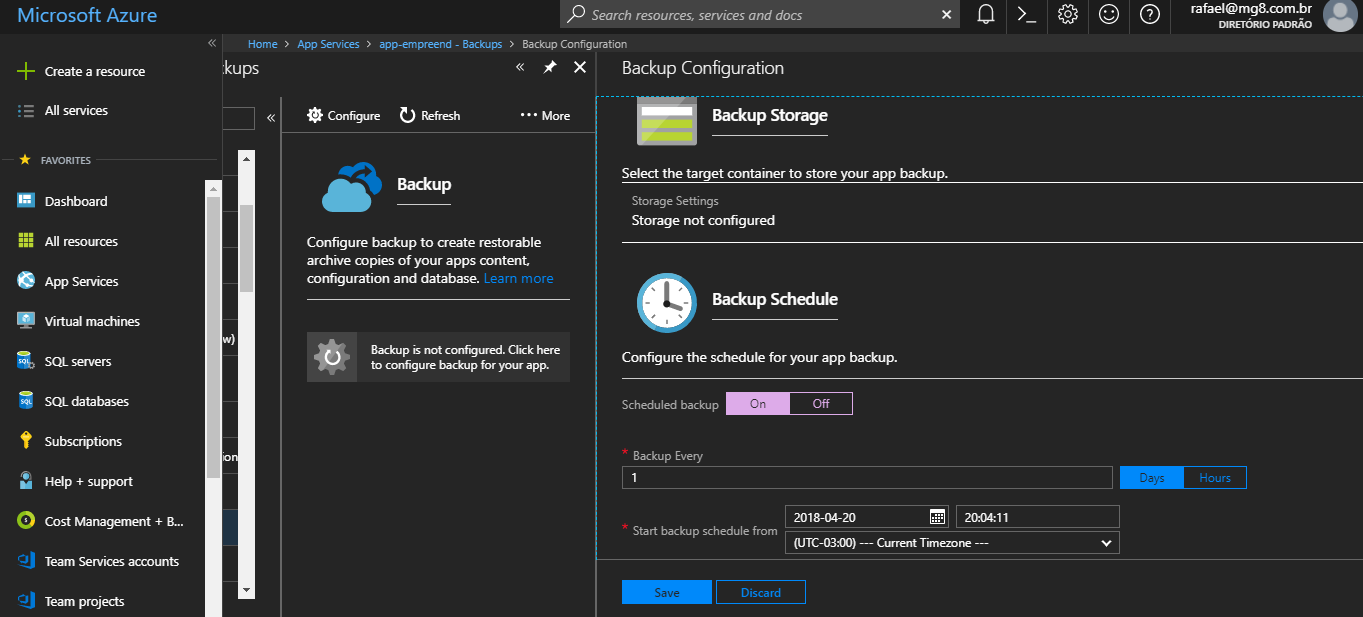 Microsoft Azure
Search resources, services and docs
rafael@mg8.com.br
DIRETÓRIO PADRÃO
Home > App Services > app-empreend - Backups > Backup Configuration
Create a resource
All services
FAVORITES
Dashboard
All resources
App Services
Virtual machines
SQL servers
SQL databases
Subscriptions
Help + support
Cost Management + B...
Team Services accounts
Team projects
w)
ion
ckups
Configure
Refresh
More
Backup
Configure backup to create restorable
archive copies of your apps content,
configuration and database. Learn more
Backup is not configured. Click here
to configure backup for your app.
Backup Configuration
Backup Storage
Select the target container to store your app backup.
Storage Settings
Storage not configured
Backup Schedule
Configure the schedule for your app backup.
Scheduled backup On Off
* Backup Every
1 Days Hours
* Start backup schedule from
2018-04-20 20:04:11
(UTC-03:00) --- Current Timezone ---
Save Discard